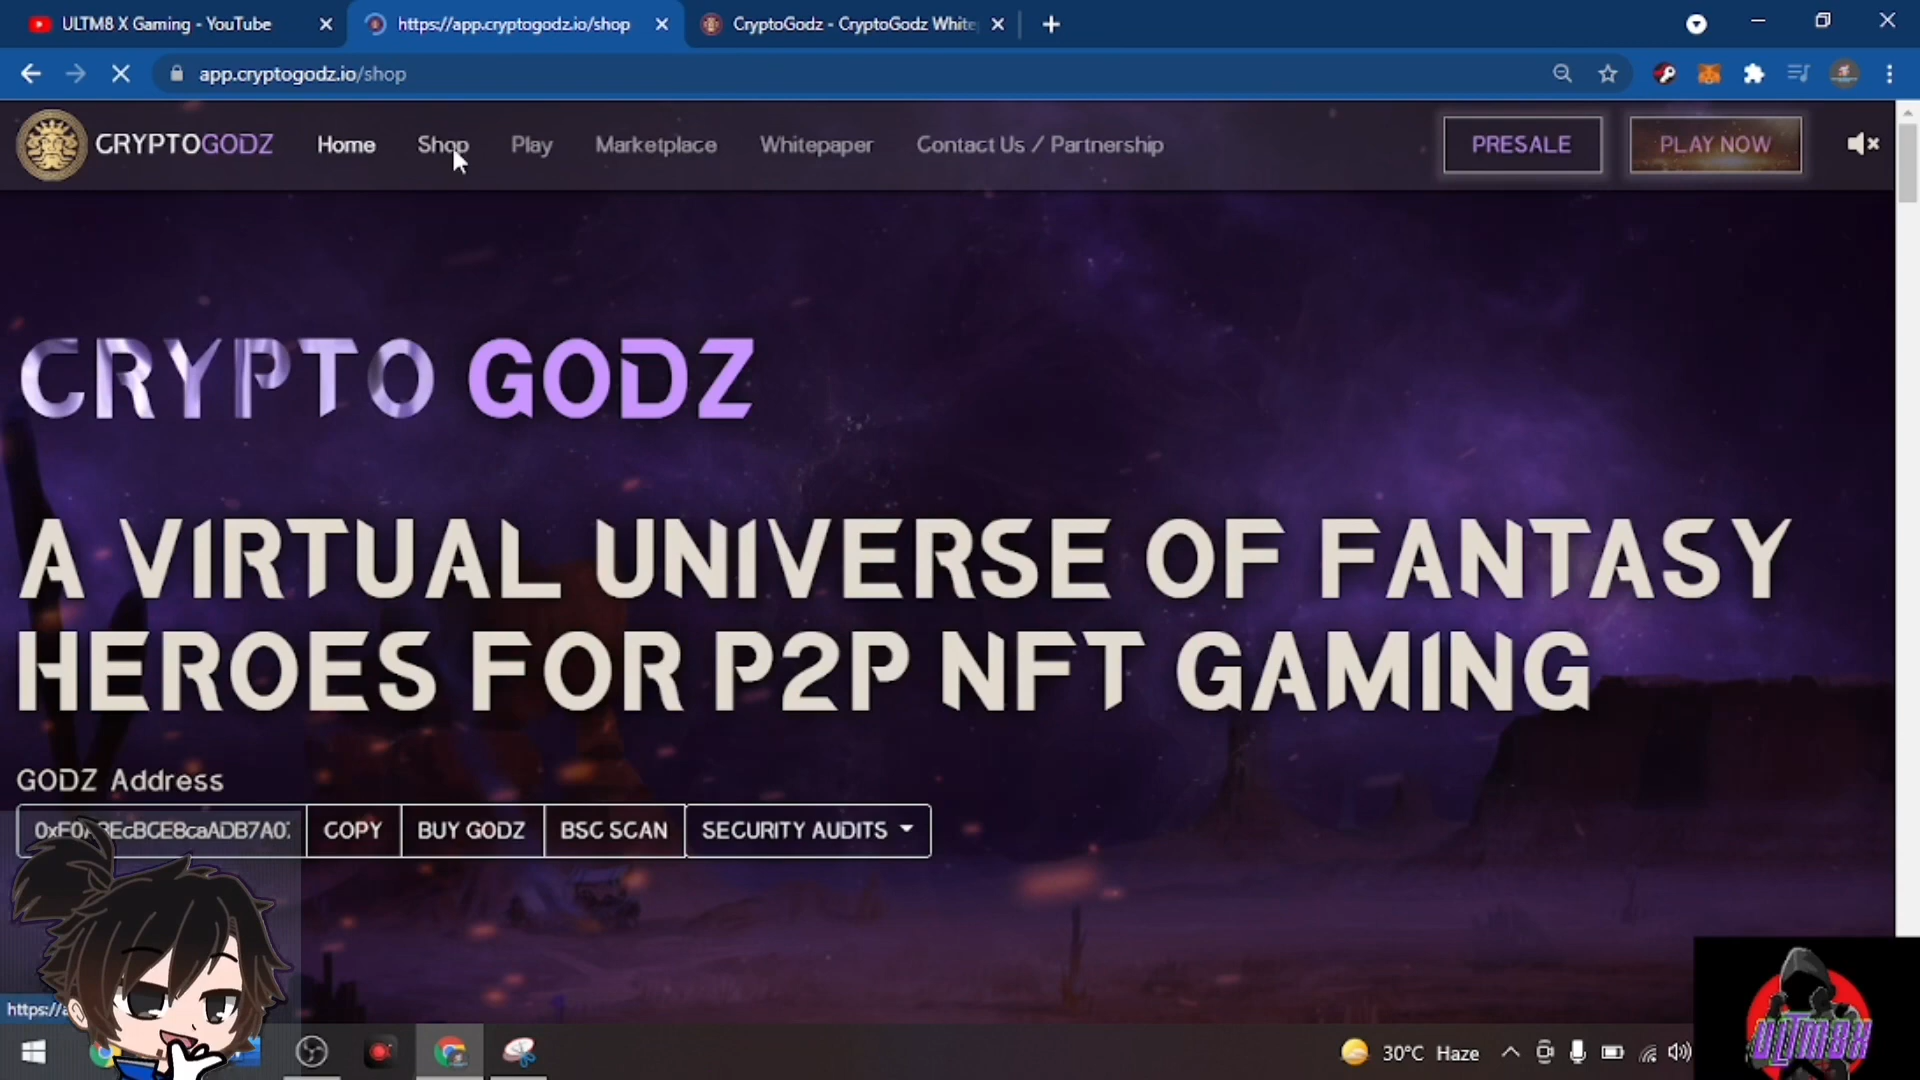 ULTM8 X Gaming - YouTube
https://app.cryptogodz.io/shop
CryptoGodz - CryptoGodz White
app.cryptogodz.io/shop
CRYPTOGODZ
Home
Shop
Play
Marketplace
Whitepaper
Contact Us / Partnership
PRESALE
PLAY NOW
CRYPTO GODZ
A VIRTUAL UNIVERSE OF FANTASY
HEROES FOR P2P NFT GAMING
GODZ Address
COPY
BUY GODZ
BSC SCAN
SECURITY AUDITS
https://a
30°C Haze
ULTM8X